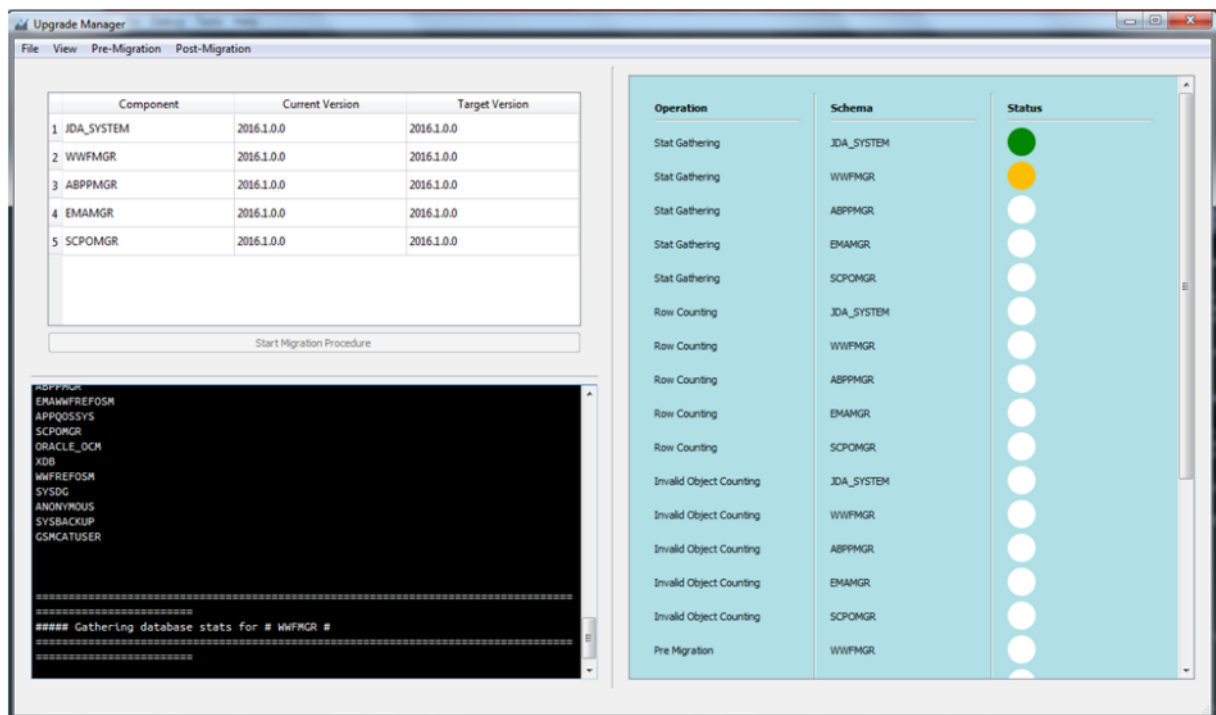 Upgrade Manager
File View Pre-Migration Post-Migration
Component Current Version Target Version
1 JDA_SYSTEM 2016.1.0.0 2016.1.0.0
2 WWFMGR 2016.1.0.0 2016.1.0.0
3 ABPPMGR 2016.1.0.0 2016.1.0.0
4 EMAMGR 2016.1.0.0 2016.1.0.0
5 SCPOMGR 2016.1.0.0 2016.1.0.0
Start Migration Procedure
ABPPMGR
EMAWWFREFOSM
APPQOSSYS
SCPOMGR
ORACLE_OCM
XDB
WWFREFOSM
SYSDG
ANONYMOUS
SYSBACKUP
GSMCATUSER
##### Gathering database stats for # WWFMGR #
Operation Schema Status
Stat Gathering JDA_SYSTEM
Stat Gathering WWFMGR
Stat Gathering ABPPMGR
Stat Gathering EMAMGR
Stat Gathering SCPOMGR
Row Counting JDA_SYSTEM
Row Counting WWFMGR
Row Counting ABPPMGR
Row Counting EMAMGR
Row Counting SCPOMGR
Invalid Object Counting JDA_SYSTEM
Invalid Object Counting WWFMGR
Invalid Object Counting ABPPMGR
Invalid Object Counting EMAMGR
Invalid Object Counting SCPOMGR
Pre Migration WWFMGR